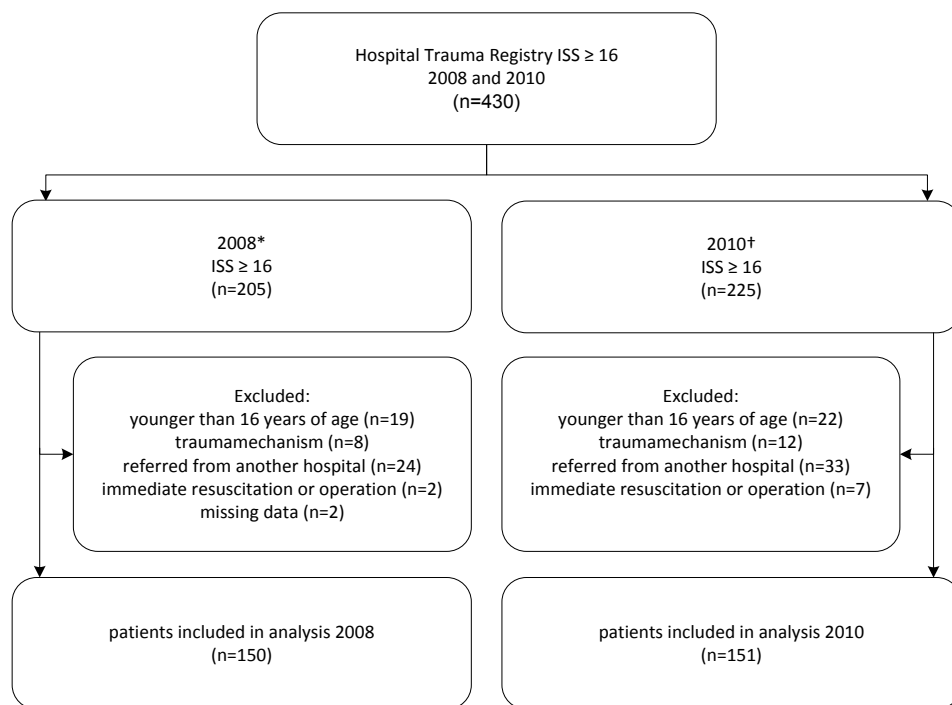 Hospital Trauma Registry ISS ≥ 16
2008 and 2010
(n=430)
2008*
ISS ≥ 16
(n=205)
2010†
ISS ≥ 16
(n=225)
Excluded:
younger than 16 years of age (n=19)
traumamechanism (n=8)
referred from another hospital (n=24)
immediate resuscitation or operation (n=2)
missing data (n=2)
Excluded:
younger than 16 years of age (n=22)
traumamechanism (n=12)
referred from another hospital (n=33)
immediate resuscitation or operation (n=7)
patients included in analysis 2008
(n=150)
patients included in analysis 2010
(n=151)